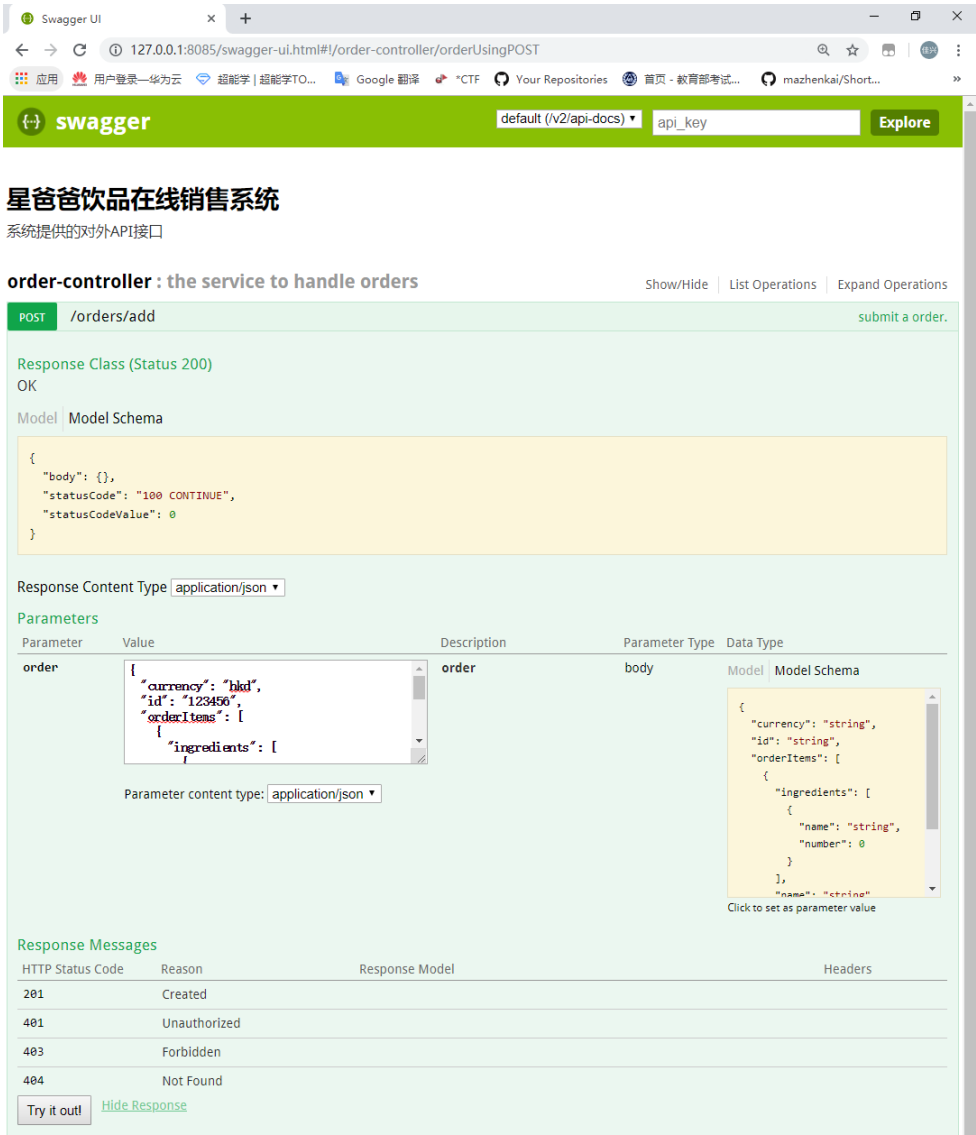 Swagger UI
127.0.0.1:8085/swagger-ui.html#!/order-controller/orderUsingPOST
应用 用户登录—华为云 超能学 | 超能学TO... Google 翻译 *CTF Your Repositories 首页 - 教育部考试... mazhenkai/Short... »
swagger default (/v2/api-docs) api_key Explore
星爸爸饮品在线销售系统
系统提供的对外API接口
order-controller : the service to handle orders Show/Hide List Operations Expand Operations
POST /orders/add submit a order.
Response Class (Status 200)
OK
Model Model Schema
{
"body": {},
"statusCode": "100 CONTINUE",
"statusCodeValue": 0
}
Response Content Type application/json
Parameters
Parameter Value Description Parameter Type Data Type
order
{
"currency": "hkd",
"id": "123456",
"orderItems": [
{
"ingredients": [
{
Parameter content type: application/json
order body
Model Model Schema
{
"currency": "string",
"id": "string",
"orderItems": [
{
"ingredients": [
{
"name": "string",
"number": 0
}
],
"name": "string"
Click to set as parameter value
Response Messages
HTTP Status Code Reason Response Model Headers
201 Created
401 Unauthorized
403 Forbidden
404 Not Found
Try it out! Hide Response